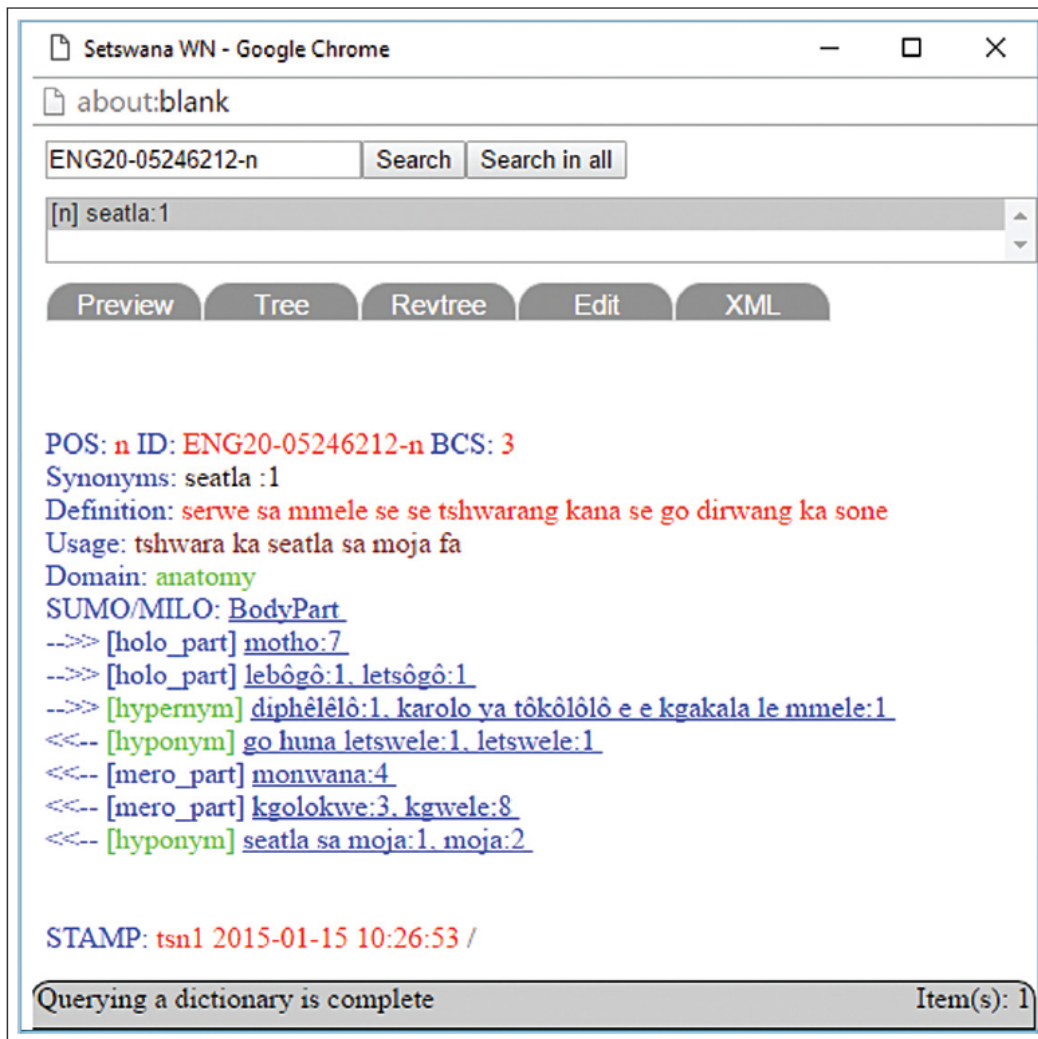 Setswana WN - Google Chrome
about:blank
ENG20-05246212-n Search Search in all
[n] seatla:1
Preview Tree Revtree Edit XML
POS: n ID: ENG20-05246212-n BCS: 3
Synonyms: seatla :1
Definition: serwe sa mmele se se tshwarang kana se go dirwang ka sone
Usage: tshwara ka seatla sa moja fa
Domain: anatomy
SUMO/MILO: BodyPart
-->> [holo_part] motho:7
-->> [holo_part] lebôgô:1, letsôgô:1
-->> [hypernym] diphêlêlô:1, karolo ya tôkôlôlô e e kgakala le mmele:1
<<-- [hyponym] go huna letswele:1, letswele:1
<<-- [mero_part] monwana:4
<<-- [mero_part] kgolokwe:3, kgwele:8
<<-- [hyponym] seatla sa moja:1, moja:2
STAMP: tsn1 2015-01-15 10:26:53 /
Querying a dictionary is complete Item(s): 1